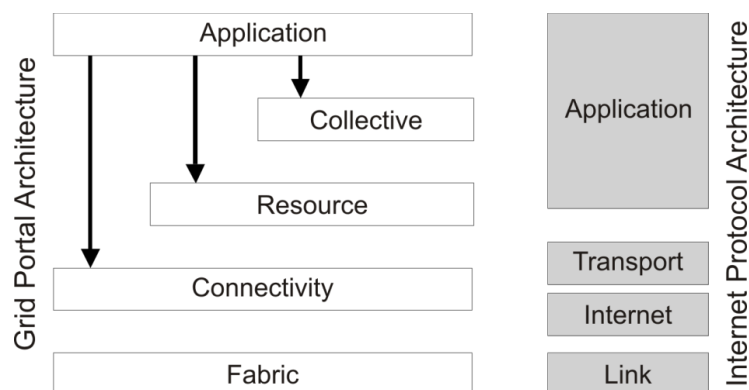 Grid Portal Architecture
Application
Collective
Resource
Connectivity
Fabric
Application
Transport
Internet
Link
Internet Protocol Architecture